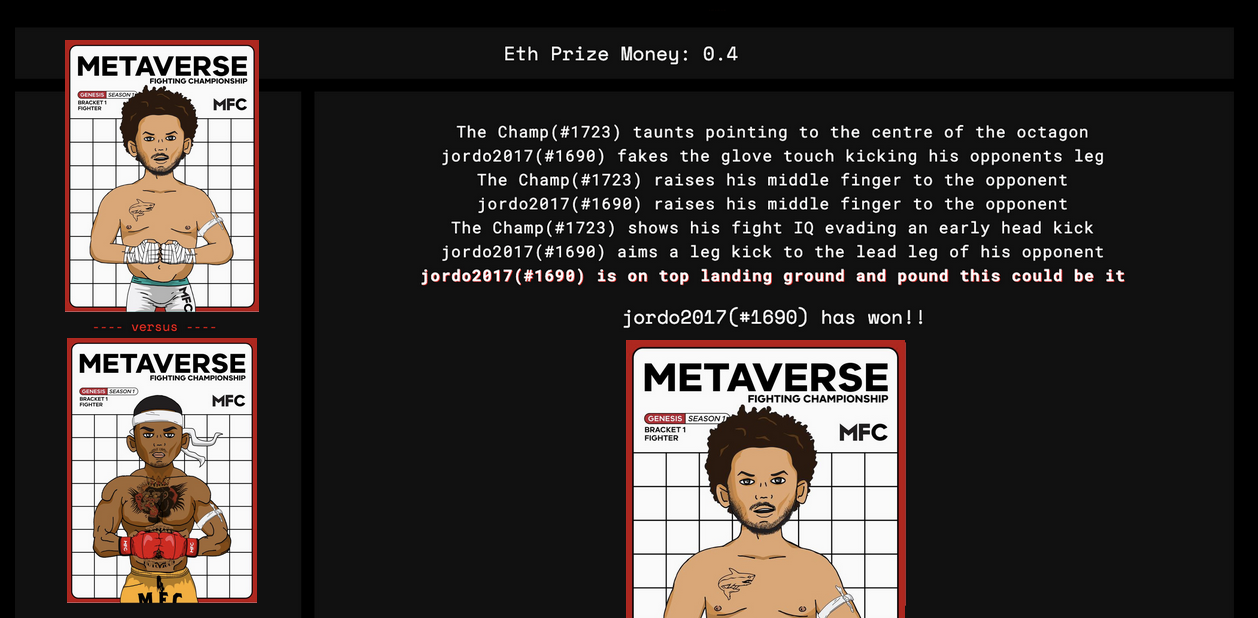 Eth Prize Money: 0.4
METAVERSE
FIGHTING CHAMPIONSHIP
GENESIS SEASON 1
BRACKET 1
FIGHTER
MFC
MFC
---- versus ----
METAVERSE
FIGHTING CHAMPIONSHIP
GENESIS SEASON 1
BRACKET 1
FIGHTER
MFC
MFC
The Champ(#1723) taunts pointing to the centre of the octagon
jordo2017(#1690) fakes the glove touch kicking his opponents leg
The Champ(#1723) raises his middle finger to the opponent
jordo2017(#1690) raises his middle finger to the opponent
The Champ(#1723) shows his fight IQ evading an early head kick
jordo2017(#1690) aims a leg kick to the lead leg of his opponent
jordo2017(#1690) is on top landing ground and pound this could be it
jordo2017(#1690) has won!!
METAVERSE
FIGHTING CHAMPIONSHIP
GENESIS SEASON 1
BRACKET 1
FIGHTER
MFC